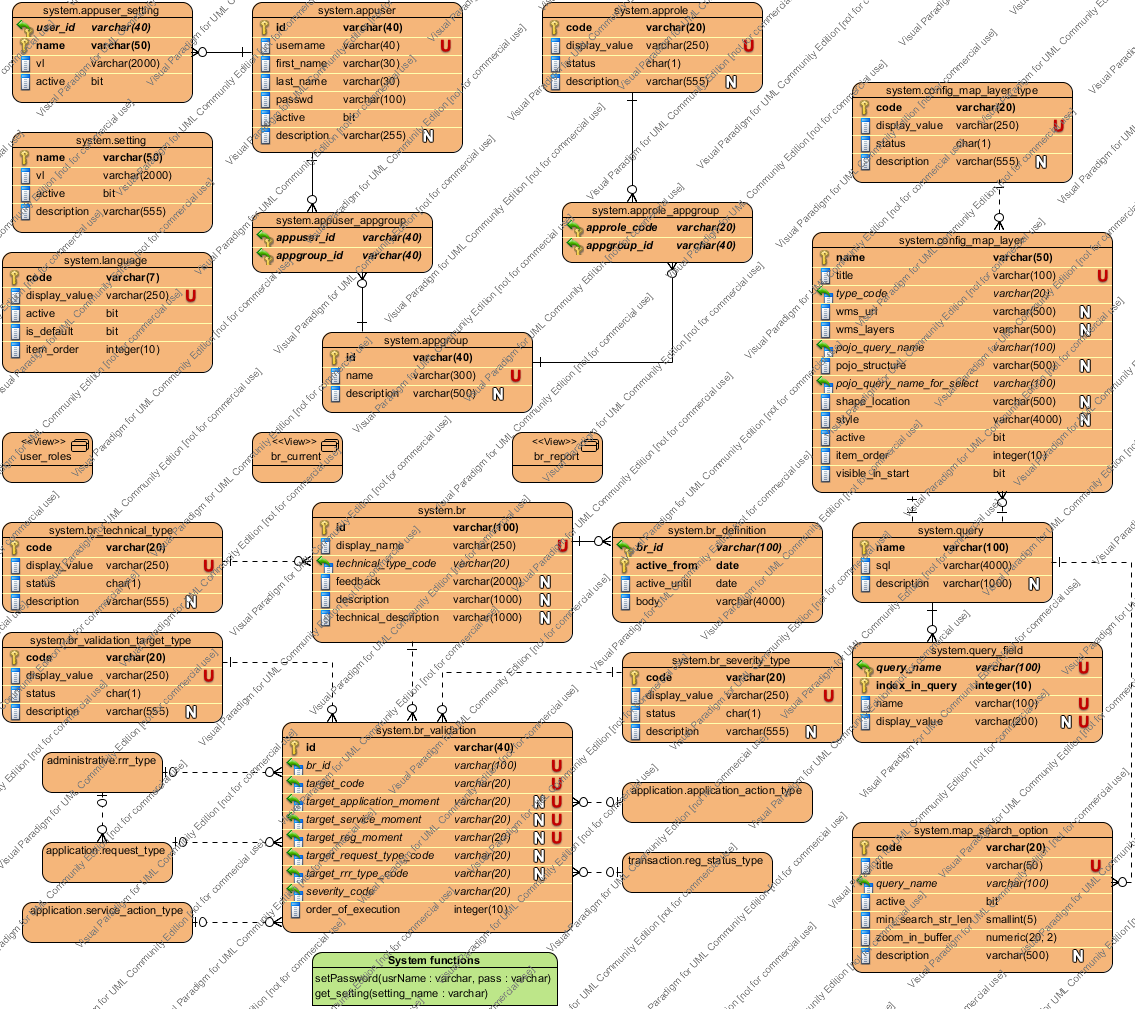 system.appuser_setting
user_id varchar(40)
name varchar(50)
vl varchar(2000)
active bit
system.appuser
id varchar(40)
username varchar(40) U
first_name varchar(30)
last_name varchar(30)
passwd varchar(100)
active bit
description varchar(255) N
system.approle
code varchar(20)
display_value varchar(250) U
status char(1)
description varchar(555) N
system.config_map_layer_type
code varchar(20)
display_value varchar(250) U
status char(1)
description varchar(555) N
system.setting
name varchar(50)
vl varchar(2000)
active bit
description varchar(555)
system.appuser_appgroup
appuser_id varchar(40)
appgroup_id varchar(40)
system.approle_appgroup
approle_code varchar(20)
appgroup_id varchar(40)
system.language
code varchar(7)
display_value varchar(250) U
active bit
is_default bit
item_order integer(10)
system.config_map_layer
name varchar(50)
title varchar(100) U
type_code varchar(20)
wms_url varchar(500) N
wms_layers varchar(500) N
pojo_query_name varchar(100)
pojo_structure varchar(500) N
pojo_query_name_for_select varchar(100)
shape_location varchar(500) N
style varchar(4000) N
active bit
item_order integer(10)
visible_in_start bit
system.appgroup
id varchar(40)
name varchar(300) U
description varchar(500) N
<<View>>
user_roles
<<View>>
br_current
<<View>>
br_report
system.br_technical_type
code varchar(20)
display_value varchar(250) U
status char(1)
description varchar(555) N
system.br
id varchar(100)
display_name varchar(250) U
technical_type_code varchar(20)
feedback varchar(2000) N
description varchar(1000) N
technical_description varchar(1000) N
system.br_definition
br_id varchar(100)
active_from date
active_until date
body varchar(4000)
system.query
name varchar(100)
sql varchar(4000)
description varchar(1000) N
system.br_validation_target_type
code varchar(20)
display_value varchar(250) U
status char(1)
description varchar(555) N
system.br_severity_type
code varchar(20)
display_value varchar(250) U
status char(1)
description varchar(555) N
system.query_field
query_name varchar(100) U
index_in_query integer(10)
name varchar(100) U
display_value varchar(200) N U
system.br_validation
id varchar(40)
br_id varchar(100) U
target_code varchar(20) U
target_application_moment varchar(20) N U
target_service_moment varchar(20) N U
target_reg_moment varchar(20) N U
target_request_type_code varchar(20) N
target_rrr_type_code varchar(20) N
severity_code varchar(20)
order_of_execution integer(10)
administrative.rrr_type
application.request_type
application.service_action_type
application.application_action_type
transaction.reg_status_type
system.map_search_option
code varchar(20)
title varchar(50) U
query_name varchar(100)
active bit
min_search_str_len smallint(5)
zoom_in_buffer numeric(20, 2)
description varchar(500) N
System functions
setPassword(usrName : varchar, pass : varchar)
get_setting(setting_name : varchar)
Visual Paradigm for UML Community Edition [not for commercial use]